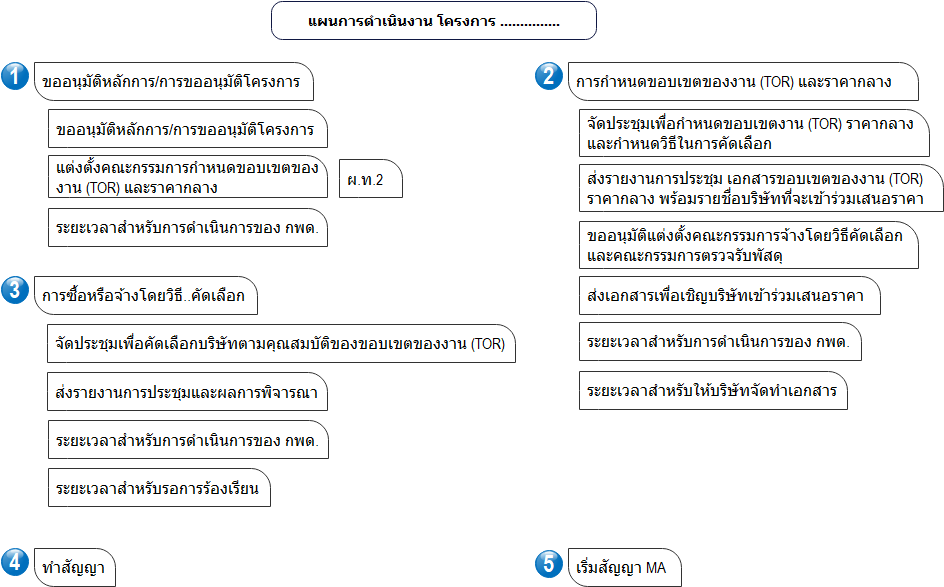 แผนการดำเนินงาน โครงการ ...............
1 ขออนุมัติหลักการ/การขออนุมัติโครงการ
ขออนุมัติหลักการ/การขออนุมัติโครงการ
แต่งตั้งคณะกรรมการกำหนดขอบเขตของ
งาน (TOR) และราคากลาง
ผ.ท.2
ระยะเวลาสำหรับการดำเนินการของ กพด.
2 การกำหนดขอบเขตของงาน (TOR) และราคากลาง
จัดประชุมเพื่อกำหนดขอบเขตงาน (TOR) ราคากลาง
และกำหนดวิธีในการคัดเลือก
ส่งรายงานการประชุม เอกสารขอบเขตของงาน (TOR)
ราคากลาง พร้อมรายชื่อบริษัทที่จะเข้าร่วมเสนอราคา
ขออนุมัติแต่งตั้งคณะกรรมการจ้างโดยวิธีคัดเลือก
และคณะกรรมการตรวจรับพัสดุ
ส่งเอกสารเพื่อเชิญบริษัทเข้าร่วมเสนอราคา
ระยะเวลาสำหรับการดำเนินการของ กพด.
ระยะเวลาสำหรับให้บริษัทจัดทำเอกสาร
3 การซื้อหรือจ้างโดยวิธี..คัดเลือก
จัดประชุมเพื่อคัดเลือกบริษัทตามคุณสมบัติของขอบเขตของงาน (TOR)
ส่งรายงานการประชุมและผลการพิจารณา
ระยะเวลาสำหรับการดำเนินการของ กพด.
ระยะเวลาสำหรับรอการร้องเรียน
4 ทำสัญญา
5 เริ่มสัญญา MA